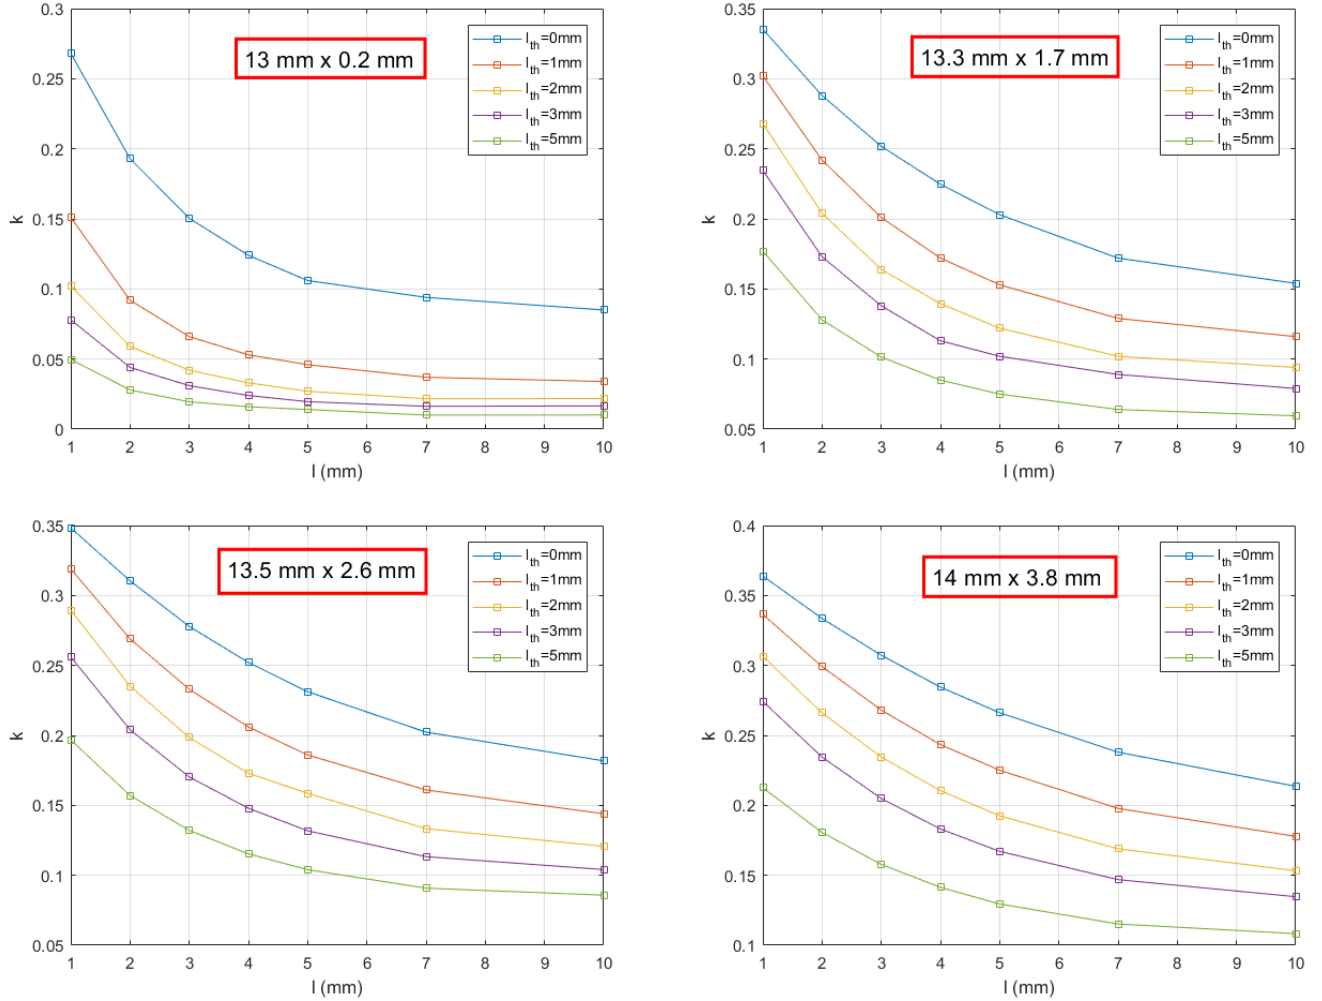 13 mm x 0.2 mm
0.3
0.25
0.2
0.15
0.1
0.05
0
k
l_th=0mm
l_th=1mm
l_th=2mm
l_th=3mm
l_th=5mm
1 2 3 4 5 6 7 8 9 10
l (mm)
13.3 mm x 1.7 mm
0.35
0.3
0.25
0.2
0.15
0.1
0.05
k
l_th=0mm
l_th=1mm
l_th=2mm
l_th=3mm
l_th=5mm
1 2 3 4 5 6 7 8 9 10
l (mm)
13.5 mm x 2.6 mm
0.35
0.3
0.25
0.2
0.15
0.1
0.05
k
l_th=0mm
l_th=1mm
l_th=2mm
l_th=3mm
l_th=5mm
1 2 3 4 5 6 7 8 9 10
l (mm)
14 mm x 3.8 mm
0.4
0.35
0.3
0.25
0.2
0.15
0.1
k
l_th=0mm
l_th=1mm
l_th=2mm
l_th=3mm
l_th=5mm
1 2 3 4 5 6 7 8 9 10
l (mm)